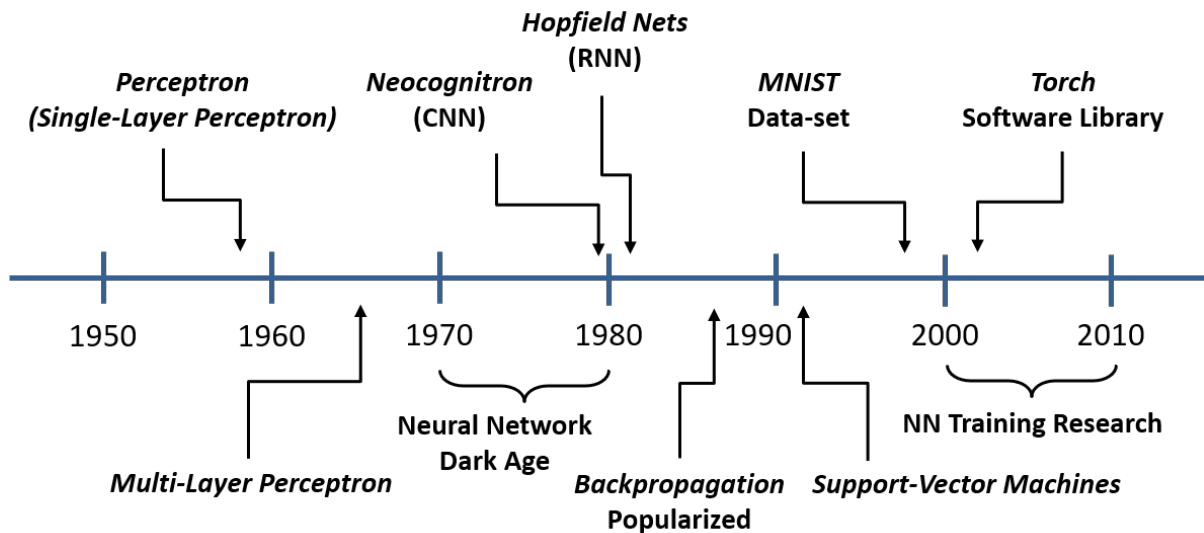 Hopfield Nets
(RNN)
Perceptron
(Single-Layer Perceptron)
Neocognitron
(CNN)
MNIST
Data-set
Torch
Software Library
1950
1960
1970
1980
1990
2000
2010
Neural Network
Dark Age
NN Training Research
Multi-Layer Perceptron
Backpropagation
Popularized
Support-Vector Machines